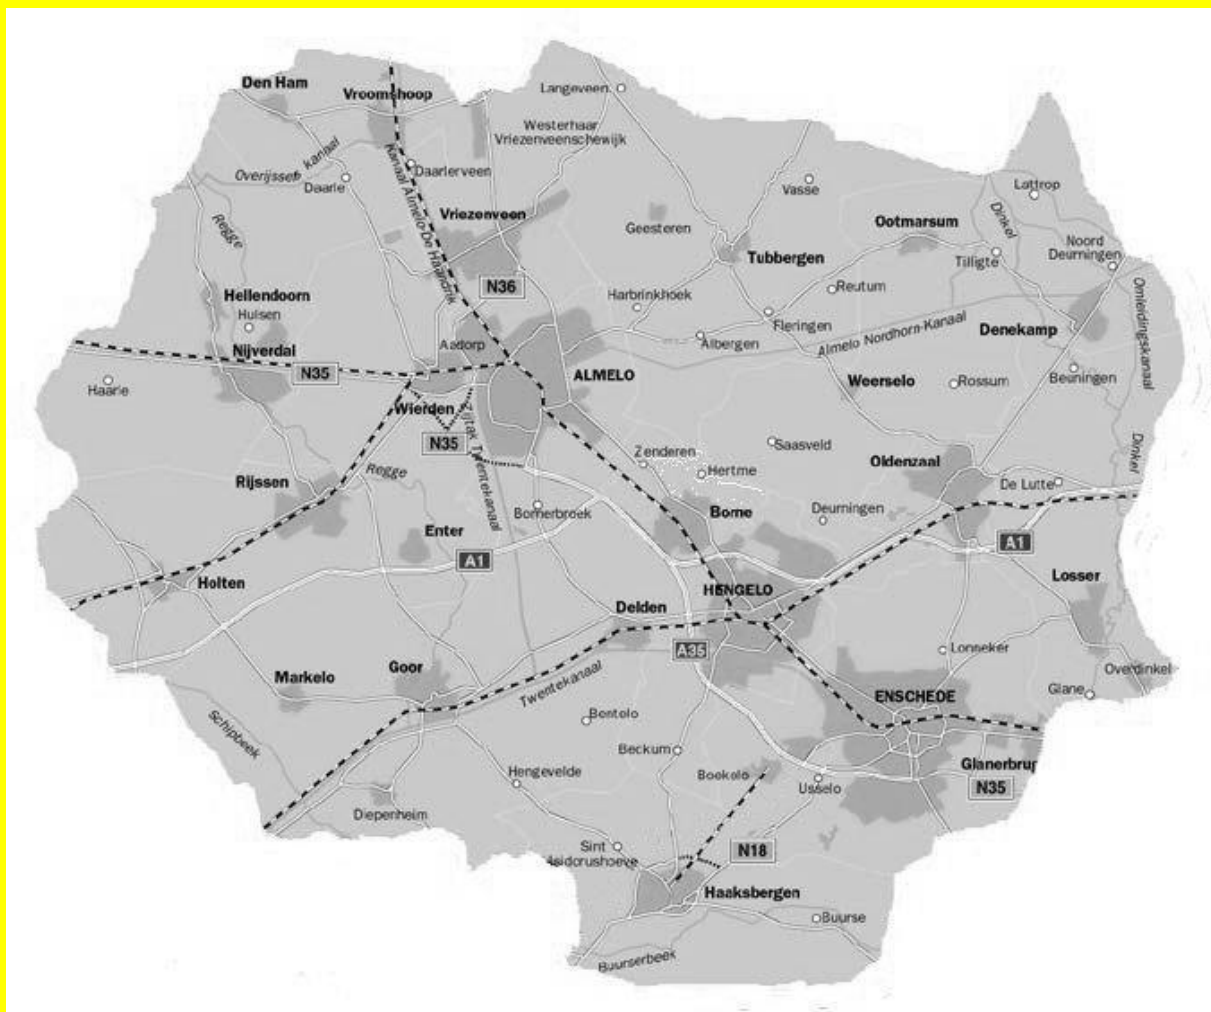 Den Ham
Vroomshoop
Langeveen
Westerhaar
Vriezenveenschewijk
Overijssels kanaal
Daarle
Daarlerveen
Kanaal Almelo-De Haandrik
Vasse
Lattrop
Regge
Vriezenveen
Geesteren
Ootmarsum
Dinkel
Noord
Deurningen
Tubbergen
Tilligte
N36
Hellendoorn
Hulsen
Harbrinkhoek
Reutum
Omleidingskanaal
Fleringen
Denekamp
Nijverdal
Aadorp
Albergen
Almelo Nordhorn-Kanaal
N35
ALMELO
Haarle
Weerselo
Rossum
Beuningen
Wierden
N35
Zijtak Twentekanaal
Zenderen
Saasveld
Dinkel
Regge
Hertme
Oldenzaal
Rijssen
De Lutte
Bornerbroek
Borne
Deurningen
Enter
A1
A1
Holten
HENGELO
Losser
Delden
A35
Lonneker
Goor
Markelo
Twentekanaal
Overdinkel
Glane
ENSCHEDE
Schipbeek
Bentelo
Beckum
Hengevelde
Boekelo
Usselo
Glanerbrug
N35
Diepenheim
Sint
Isidorushoeve
N18
Haaksbergen
Buurse
Buurserbeek